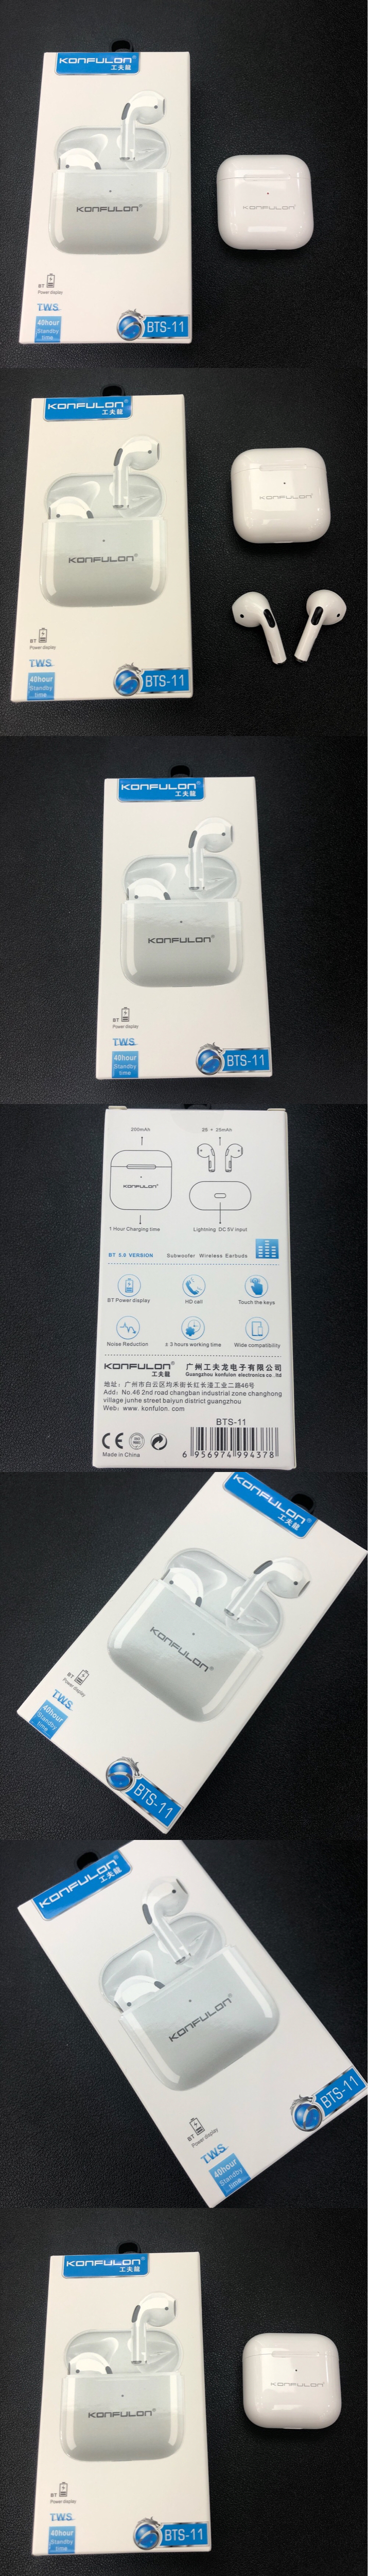 KONFULON®
工夫龍
KONFULON®
BT
Power display
TWS
40hour
Standby
time
BTS-11
KONFULON®
KONFULON®
工夫龍
KONFULON®
BT
Power display
TWS
40hour
Standby
time
BTS-11
KONFULON®
KONFULON®
工夫龍
KONFULON®
BT
Power display
TWS
40hour
Standby
time
BTS-11
200mAh
KONFULON®
1 Hour Charging time
Lightning DC 5V input
BT 5.0 VERSION
Subwoofer Wireless Earbuds
BT Power display
HD call
Touch the keys
Noise Reduction
≥ 3 hours working time
Wide compatibility
KONFULON®
广州工夫龙电子有限公司
Guangzhou konfulon electronics co .,ltd
地址：广州市白云区均禾街长红长湴工业二路46号
Add: No.46 2nd road changban industrial zone changhong
village junhe street baiyun district guangzhou
Web: www. konfulon. com
BTS-11
CE
Made in China
6 956974 994378
KONFULON®
工夫龍
KONFULON®
BT
Power display
TWS
40hour
Standby
time
BTS-11
KONFULON®
工夫龍
KONFULON®
BT
Power display
TWS
40hour
Standby
time
BTS-11
KONFULON®
工夫龍
KONFULON®
BT
Power display
TWS
40hour
Standby
time
BTS-11
KONFULON®